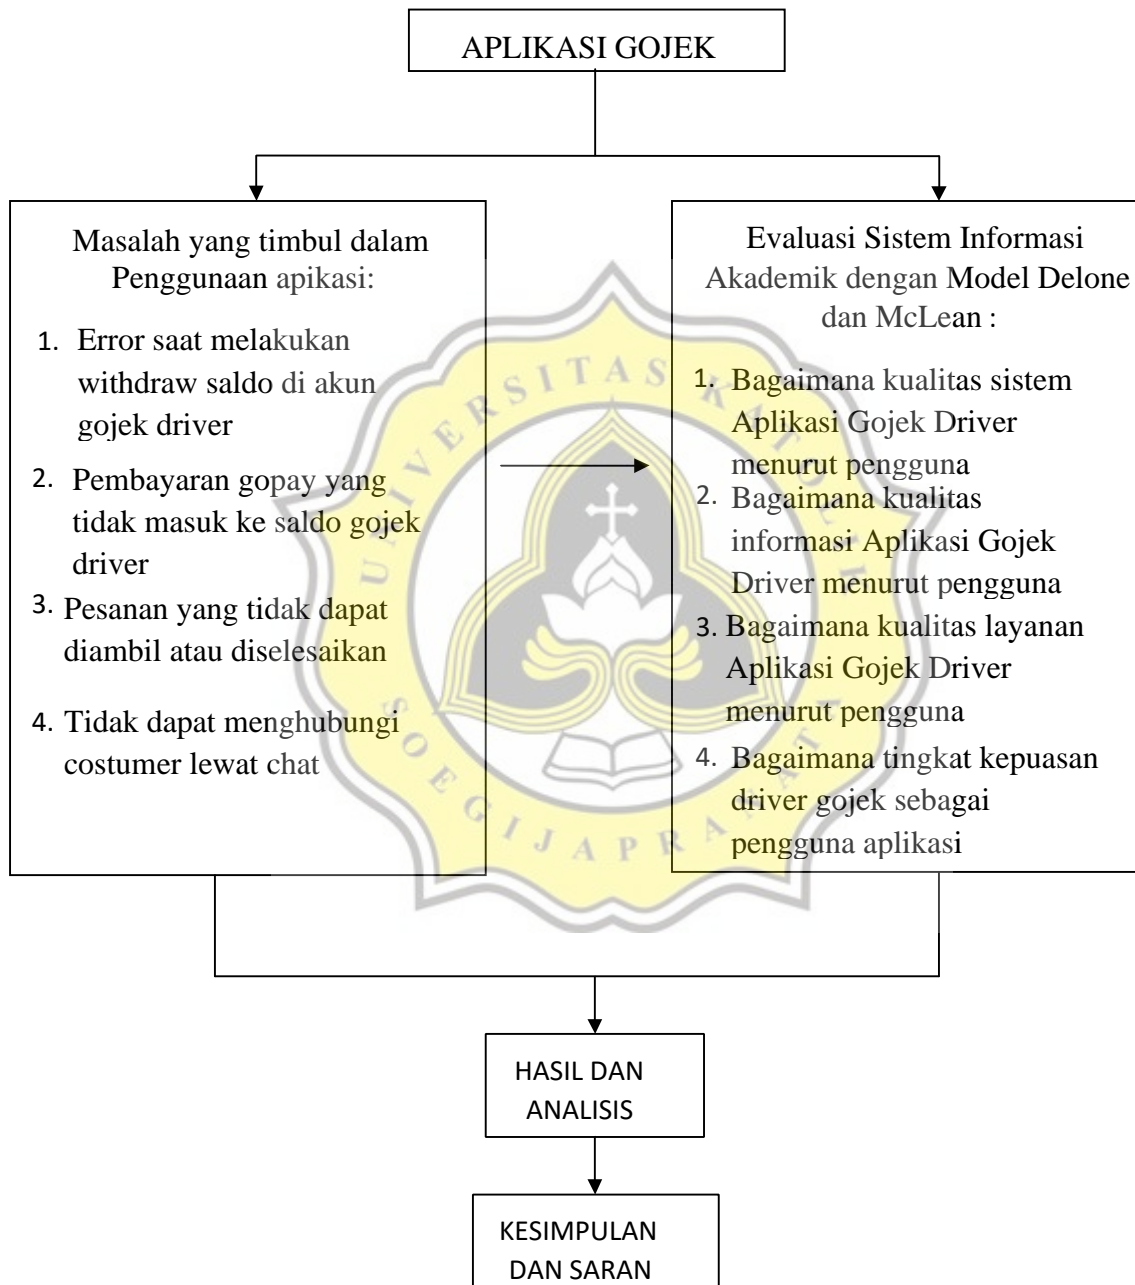 APLIKASI GOJEK
Masalah yang timbul dalam
Penggunaan apikasi:
1. Error saat melakukan
withdraw saldo di akun
gojek driver
2. Pembayaran gopay yang
tidak masuk ke saldo gojek
driver
3. Pesanan yang tidak dapat
diambil atau diselesaikan
4. Tidak dapat menghubungi
costumer lewat chat
Evaluasi Sistem Informasi
Akademik dengan Model Delone
dan McLean :
1. Bagaimana kualitas sistem
Aplikasi Gojek Driver
menurut pengguna
2. Bagaimana kualitas
informasi Aplikasi Gojek
Driver menurut pengguna
3. Bagaimana kualitas layanan
Aplikasi Gojek Driver
menurut pengguna
4. Bagaimana tingkat kepuasan
driver gojek sebagai
pengguna aplikasi
UNIVERSITAS KATOLIK
SOEGIJAPRANATA
HASIL DAN
ANALISIS
KESIMPULAN
DAN SARAN